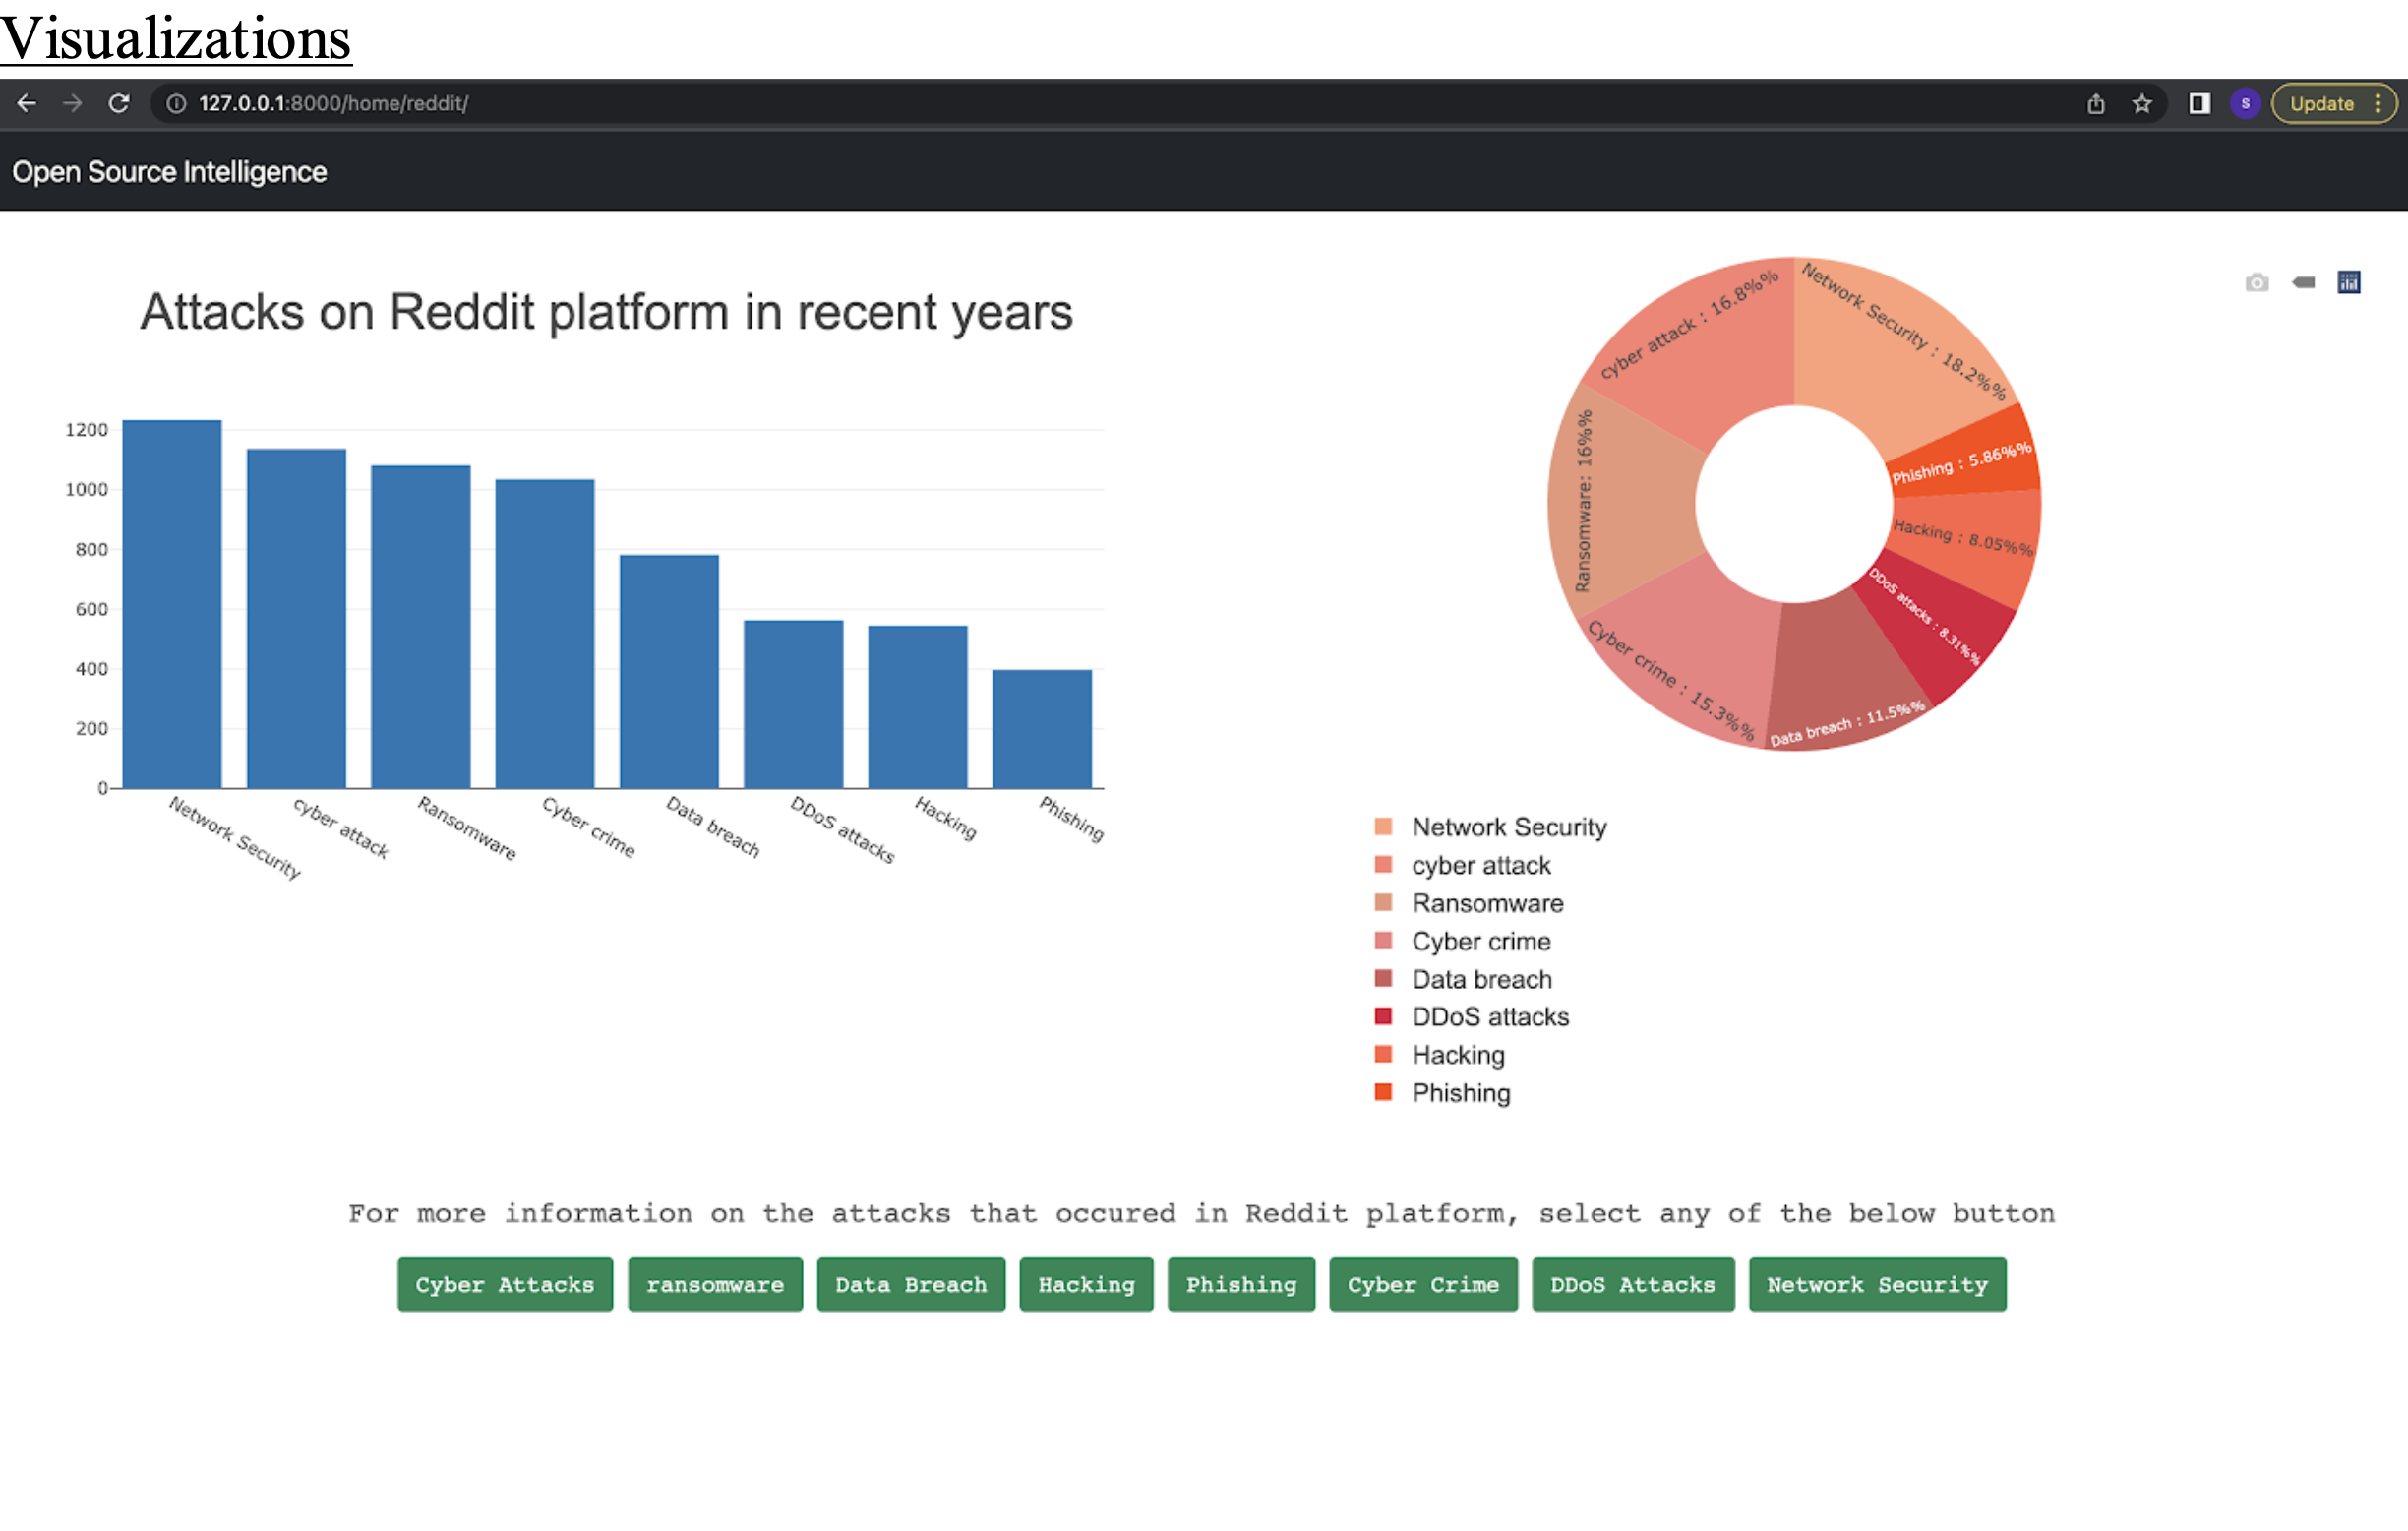 Visualizations
127.0.0.1:8000/home/reddit/
S
Update
Open Source Intelligence
Attacks on Reddit platform in recent years
1200
1000
800
600
400
200
0
Network Security
cyber attack
Ransomware
Cyber crime
Data breach
DDoS attacks
Hacking
Phishing
Network Security : 18.2%%
Phishing : 5.86%%
Hacking : 8.05%%
DDoS attacks : 8.31%%
Data breach : 11.5%%
Cyber crime : 15.3%%
Ransomware: 16%%
cyber attack : 16.8%%
Network Security
cyber attack
Ransomware
Cyber crime
Data breach
DDoS attacks
Hacking
Phishing
For more information on the attacks that occured in Reddit platform, select any of the below button
Cyber Attacks ransomware Data Breach Hacking Phishing Cyber Crime DDoS Attacks Network Security